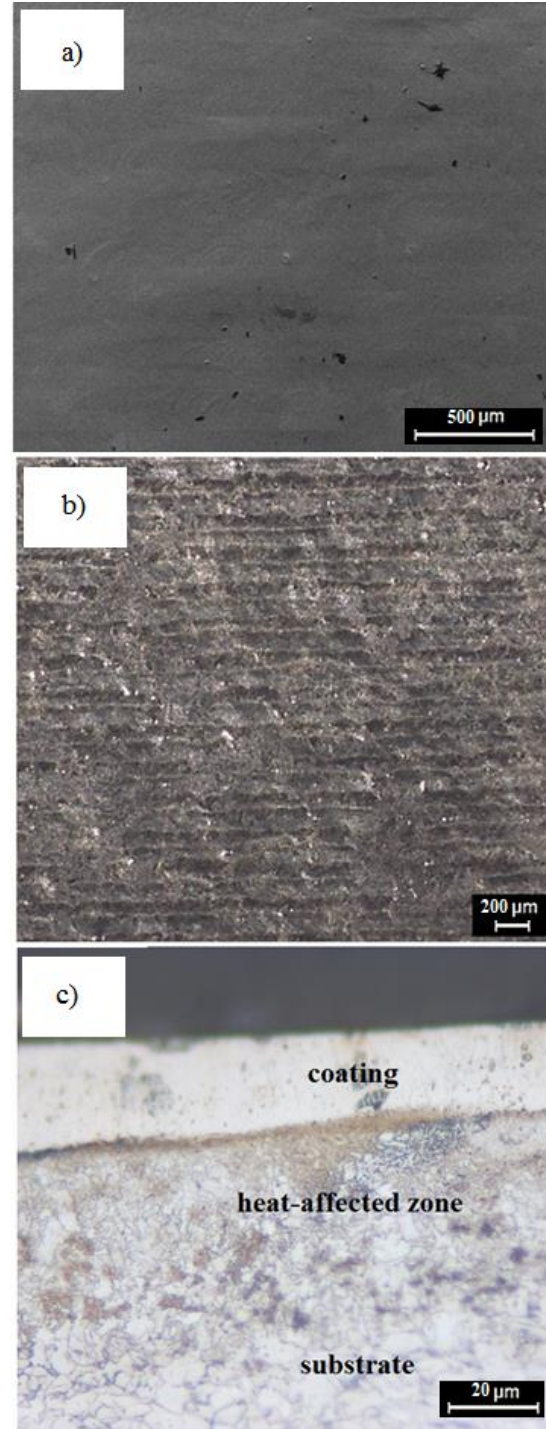 a)
500 µm
b)
200 µm
c)
coating
heat-affected zone
substrate
20 µm